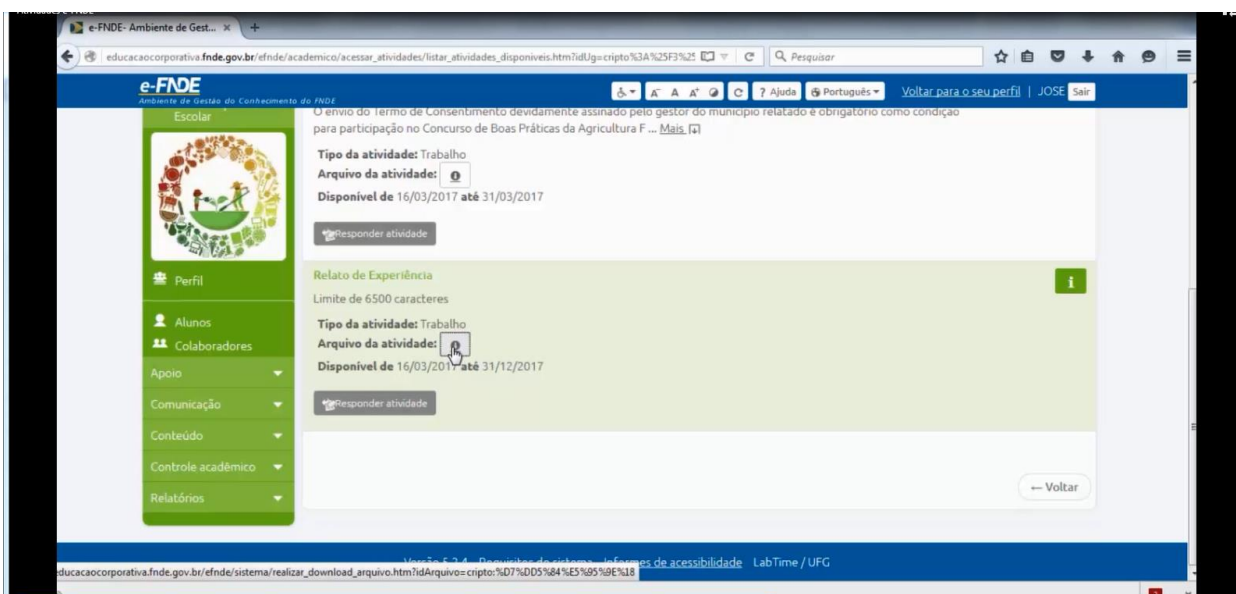 e-FNDE- Ambiente de Gest...
educacaocorporativa.fnde.gov.br/efnde/academico/acessar_atividades/listar_atividades_disponiveis.htm?idUg=cripto%3A%25F3%25
Pesquisar
e-FNDE
Ambiente de Gestão do Conhecimento do FNDE
A- A A+ ? Ajuda Português Voltar para o seu perfil | JOSE Sair
Escolar
O envio do Termo de Consentimento devidamente assinado pelo gestor do município relatado é obrigatório como condição
para participação no Concurso de Boas Práticas da Agricultura F ... Mais
Tipo da atividade: Trabalho
Arquivo da atividade:
Disponível de 16/03/2017 até 31/03/2017
Responder atividade
Perfil
Alunos
Colaboradores
Apoio
Comunicação
Conteúdo
Controle acadêmico
Relatórios
Relato de Experiência
Limite de 6500 caracteres
Tipo da atividade: Trabalho
Arquivo da atividade:
Disponível de 16/03/2017 até 31/12/2017
Responder atividade
← Voltar
Informes de acessibilidade LabTime / UFG
educacaocorporativa.fnde.gov.br/efnde/sistema/realizar_download_arquivo.htm?idArquivo=cripto:%D7%DD5%84%E5%95%9E%18